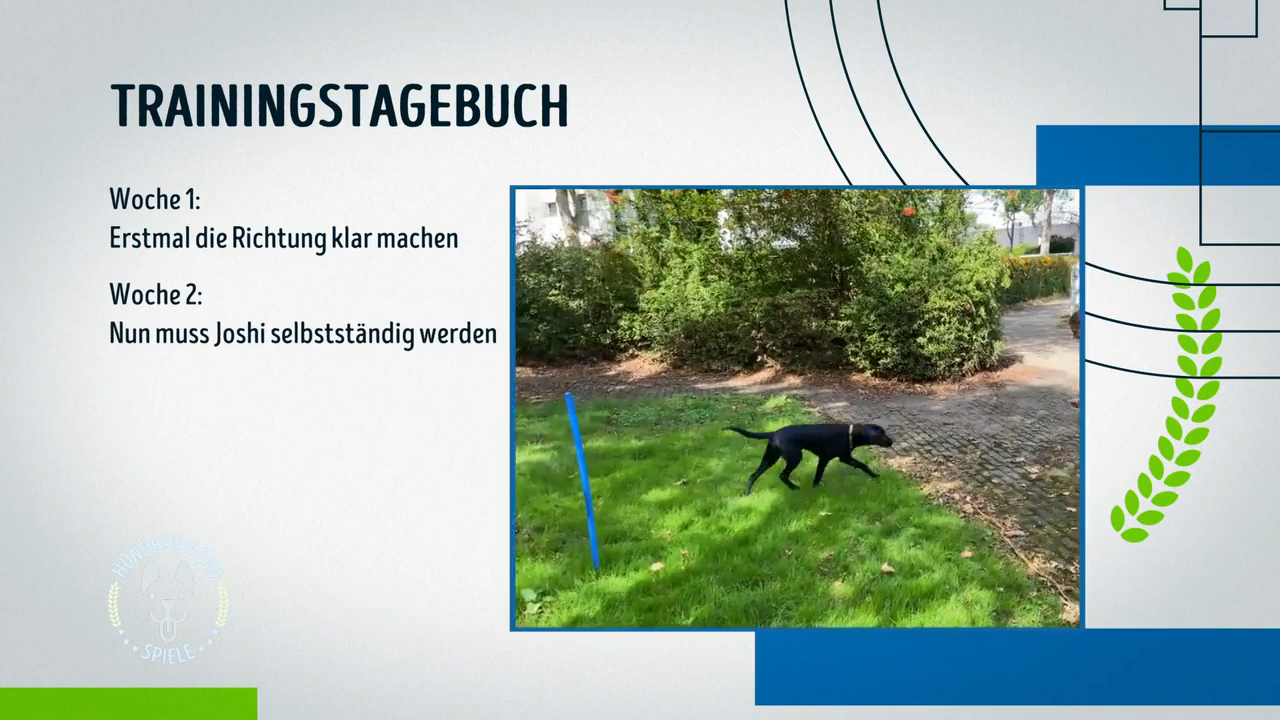 TRAININGSTAGEBUCH
Woche 1:
Erstmal die Richtung klar machen
Woche 2:
Nun muss Joshi selbstständig werden
SPIELE